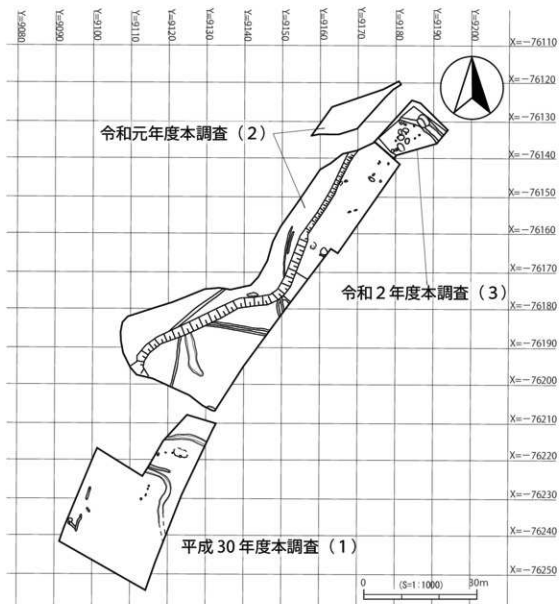 Y=9080
Y=9090
Y=9100
Y=9110
Y=9120
Y=9130
Y=9140
Y=9150
Y=9160
Y=9170
Y=9180
Y=9190
Y=9200
X=-76110
X=-76120
X=-76130
令和元年度本調査（2）
X=-76140
X=-76150
X=-76160
X=-76170
令和2年度本調査（3）
X=-76180
X=-76190
X=-76200
X=-76210
X=-76220
X=-76230
平成30年度本調査（1）
X=-76240
X=-76250
0 (S=1:1000) 30m